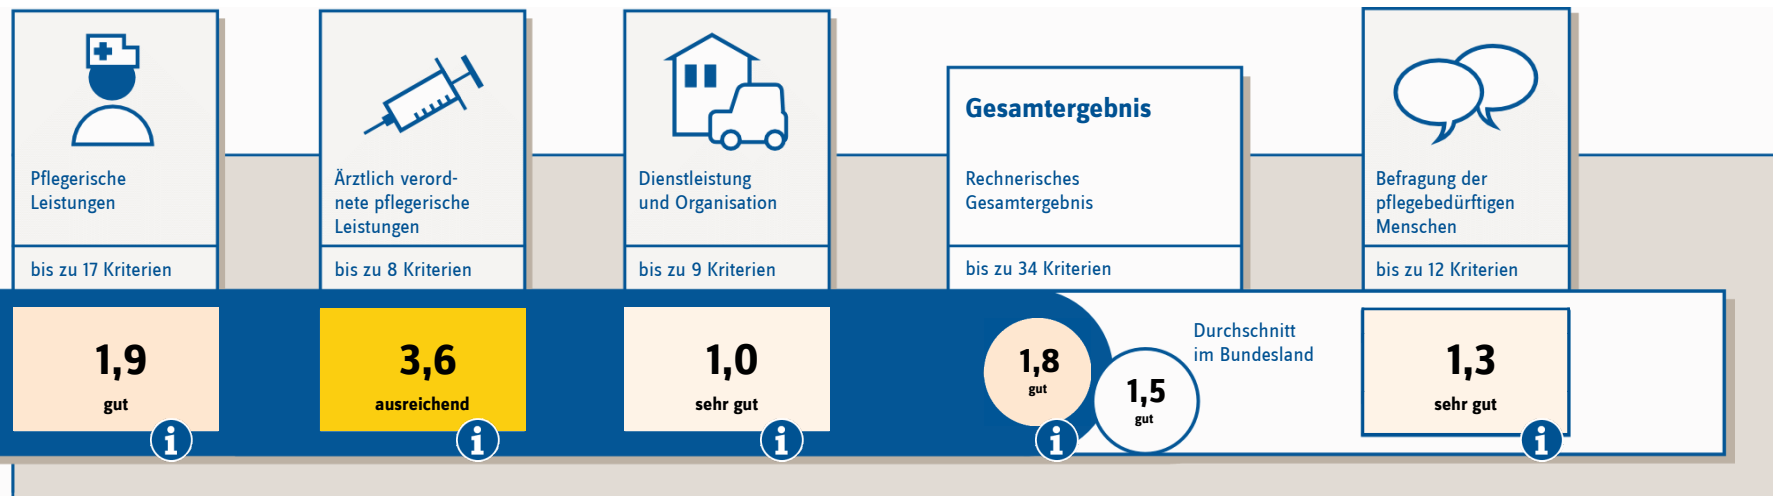 Pflegerische
Leistungen
bis zu 17 Kriterien
1,9
gut
Ärztlich verord-
nete pflegerische
Leistungen
bis zu 8 Kriterien
3,6
ausreichend
Dienstleistung
und Organisation
bis zu 9 Kriterien
1,0
sehr gut
Gesamtergebnis
Rechnerisches
Gesamtergebnis
bis zu 34 Kriterien
1,8
gut
Durchschnitt
im Bundesland
1,5
gut
Befragung der
pflegebedürftigen
Menschen
bis zu 12 Kriterien
1,3
sehr gut